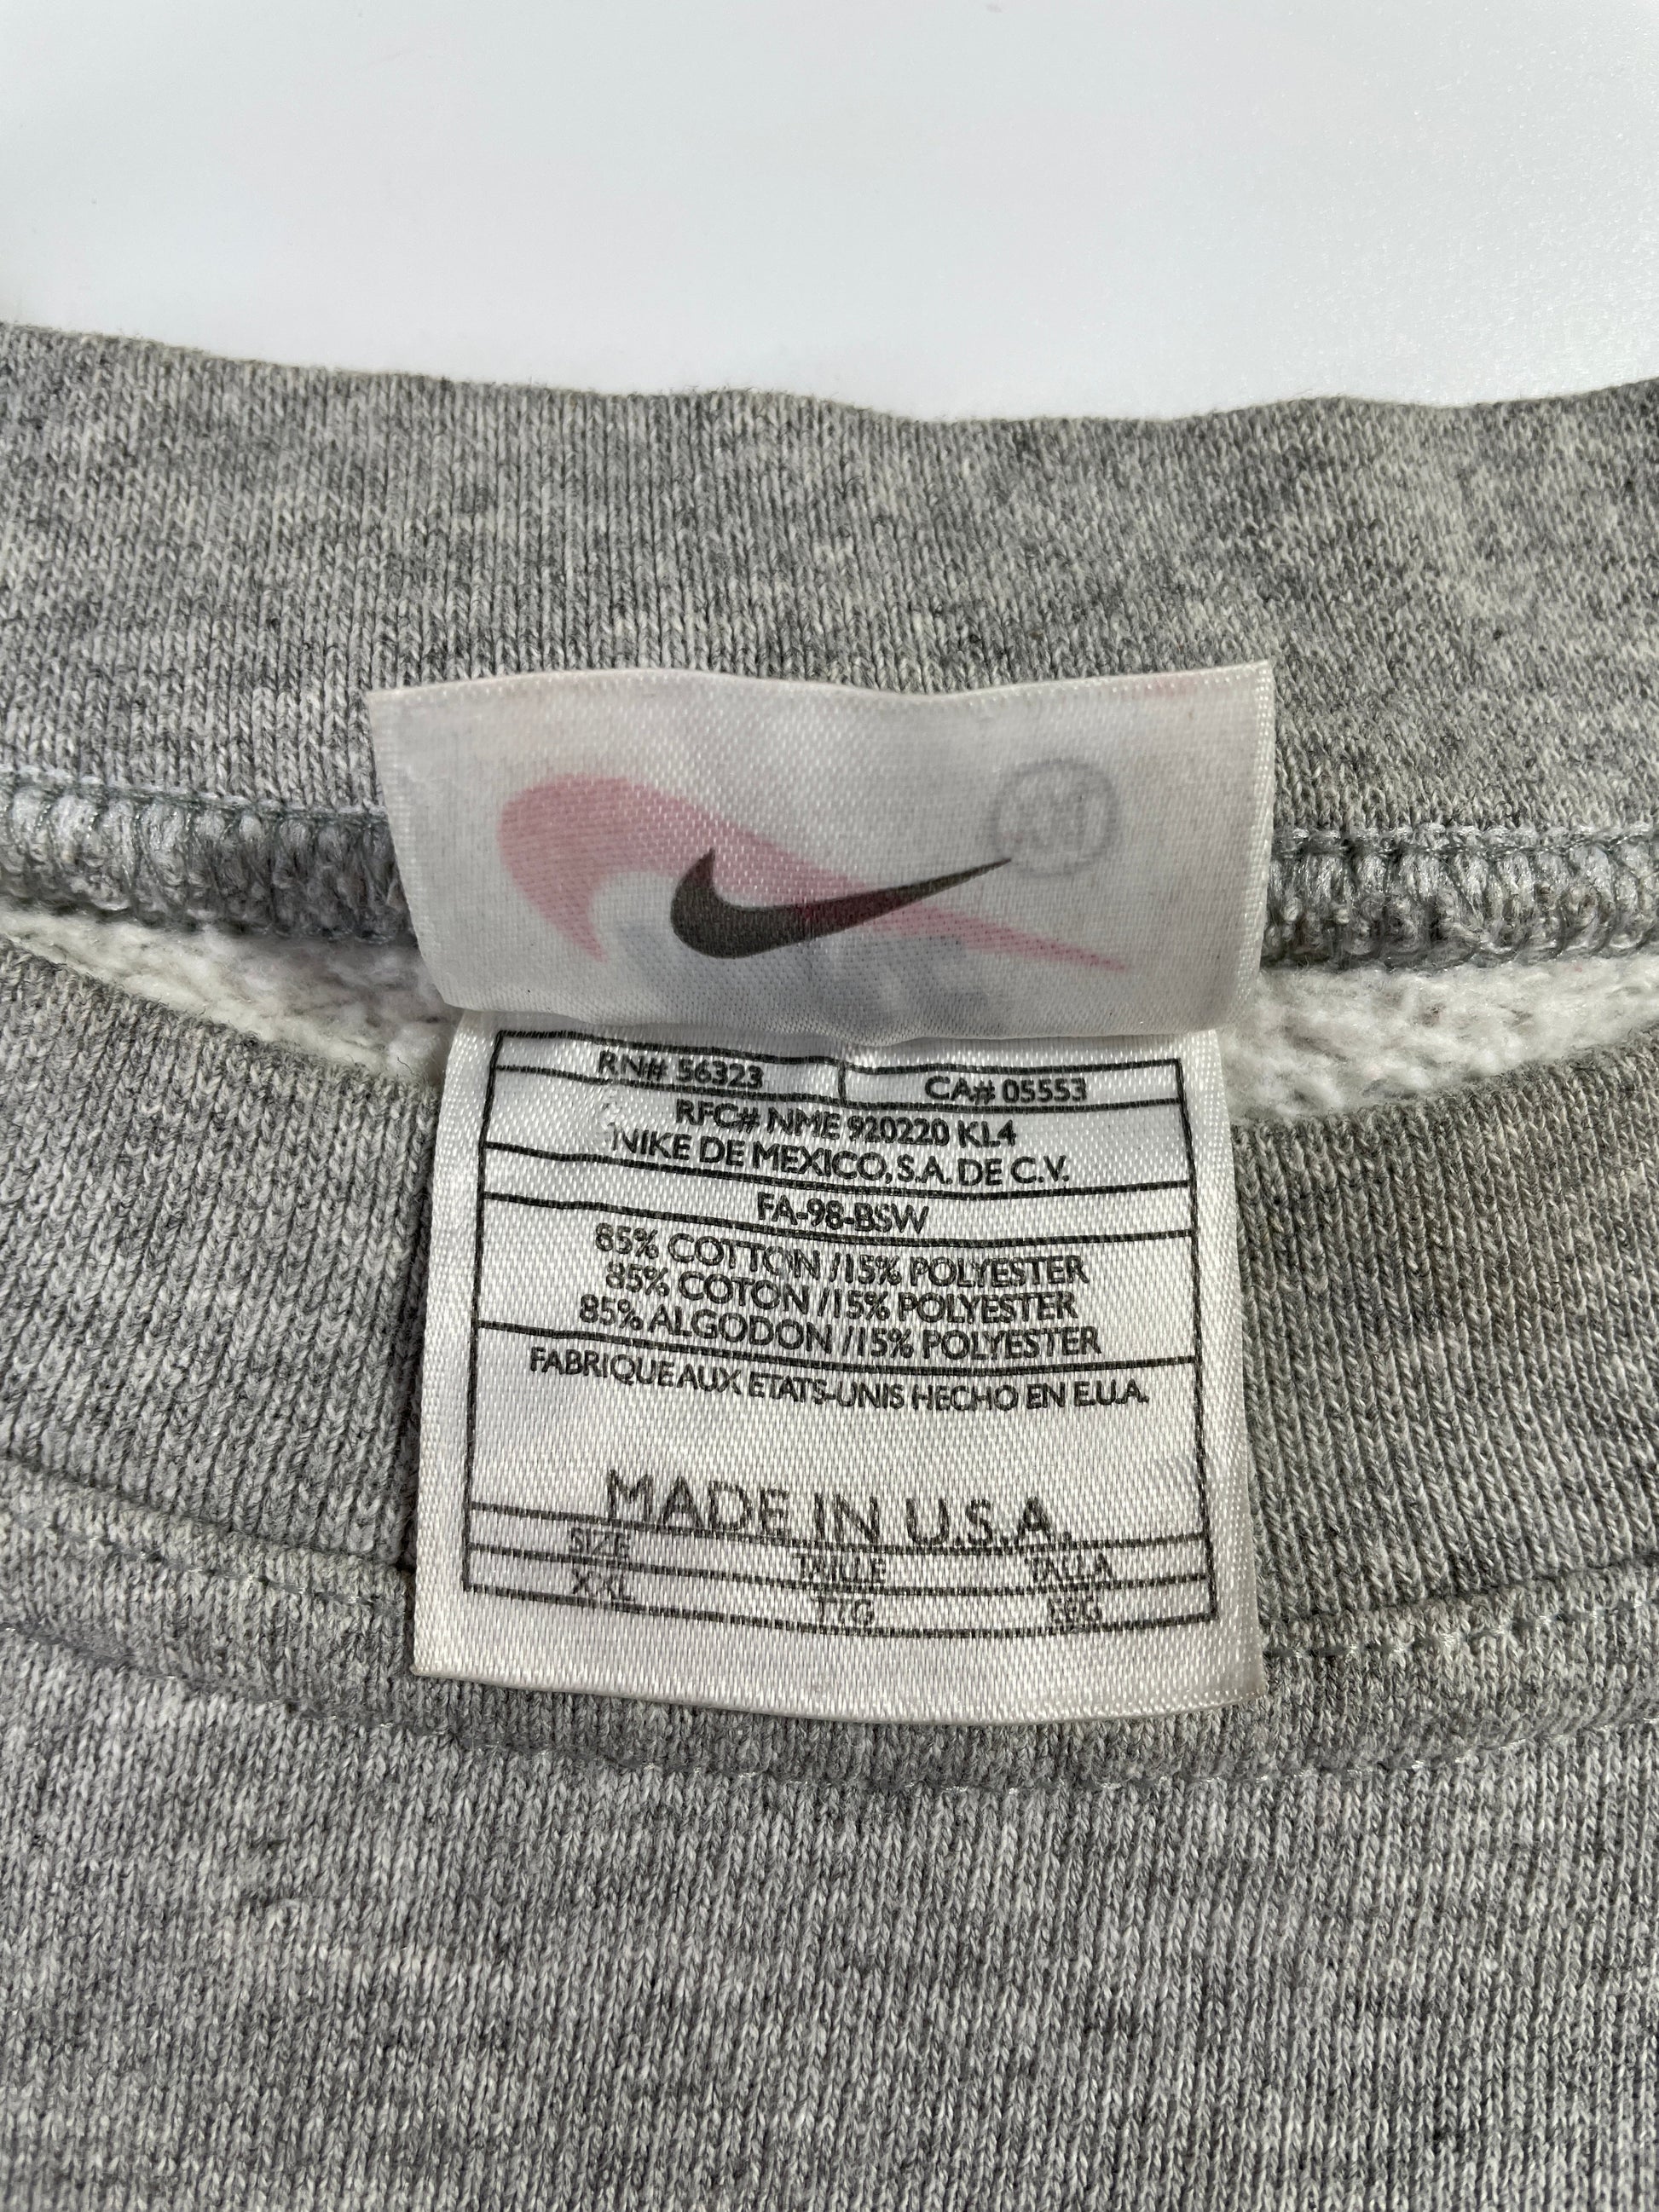 RN# 56323 CA# 05553
RFC# NME 920220 KL4
NIKE DE MEXICO, S.A. DE C.V.
FA-98-BSW
85% COTTON /15% POLYESTER
85% COTON /15% POLYESTER
85% ALGODON /15% POLYESTER
FABRIQUE AUX ETATS-UNIS HECHO EN E.U.A.
MADE IN U.S.A.
SIZE TAILLE TALLA
XXL TTG EEG